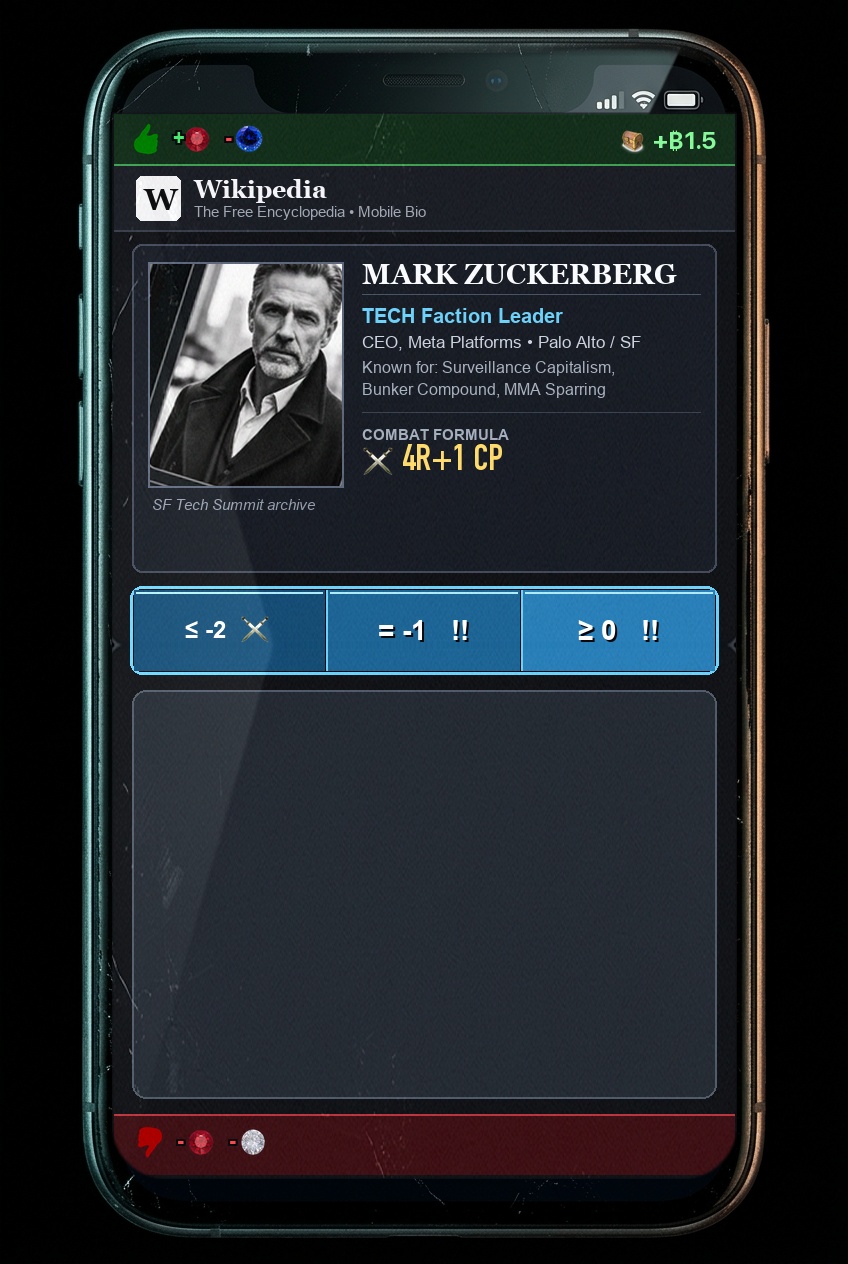 + - +₿1.5
W
Wikipedia
The Free Encyclopedia • Mobile Bio
MARK ZUCKERBERG
TECH Faction Leader
CEO, Meta Platforms • Palo Alto / SF
Known for: Surveillance Capitalism,
Bunker Compound, MMA Sparring
COMBAT FORMULA
4R+1 CP
SF Tech Summit archive
≤ -2
= -1 !!
≥ 0 !!
- -